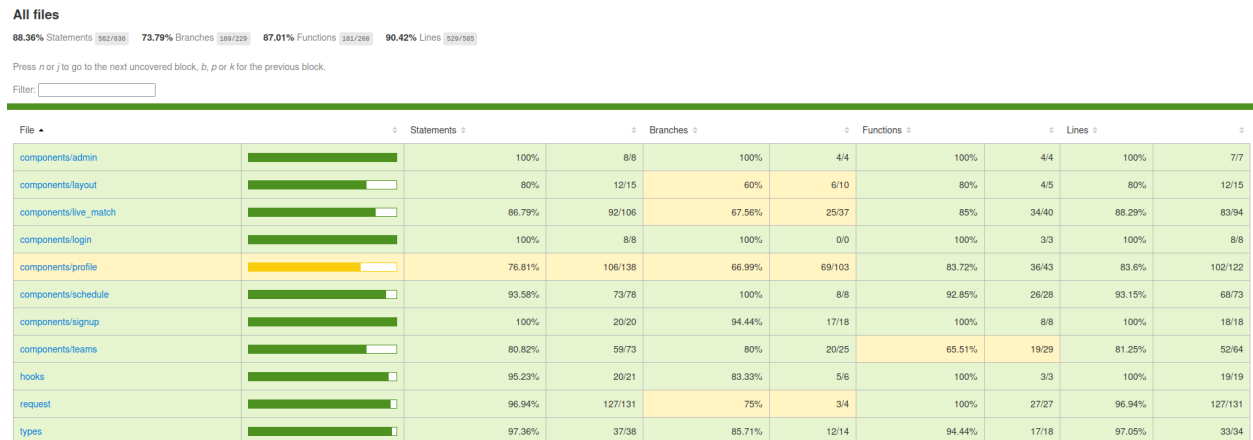 All files
88.36% Statements 562/636 73.79% Branches 169/229 87.01% Functions 181/208 90.42% Lines 529/585
Press n or j to go to the next uncovered block, b, p or k for the previous block.
Filter:
File Statements Branches Functions Lines
components/admin 100% 8/8 100% 4/4 100% 4/4 100% 7/7
components/layout 80% 12/15 60% 6/10 80% 4/5 80% 12/15
components/live_match 86.79% 92/106 67.56% 25/37 85% 34/40 88.29% 83/94
components/login 100% 8/8 100% 0/0 100% 3/3 100% 8/8
components/profile 76.81% 106/138 66.99% 69/103 83.72% 36/43 83.6% 102/122
components/schedule 93.58% 73/78 100% 8/8 92.85% 26/28 93.15% 68/73
components/signup 100% 20/20 94.44% 17/18 100% 8/8 100% 18/18
components/teams 80.82% 59/73 80% 20/25 65.51% 19/29 81.25% 52/64
hooks 95.23% 20/21 83.33% 5/6 100% 3/3 100% 19/19
request 96.94% 127/131 75% 3/4 100% 27/27 96.94% 127/131
types 97.36% 37/38 85.71% 12/14 94.44% 17/18 97.05% 33/34